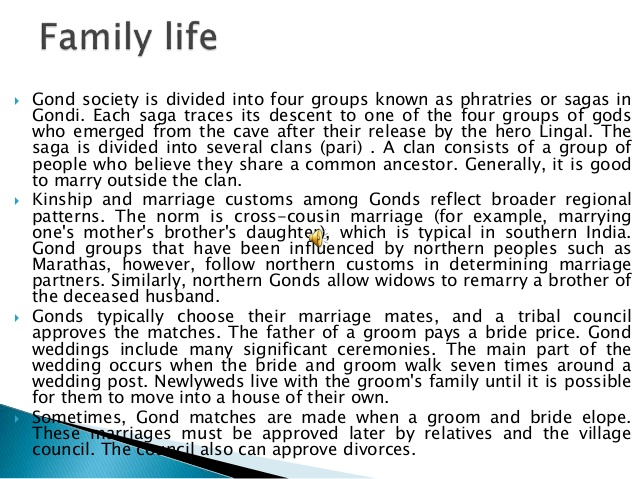 Family life
Gond society is divided into four groups known as phratries or sagas in
Gondi. Each saga traces its descent to one of the four groups of gods
who emerged from the cave after their release by the hero Lingal. The
saga is divided into several clans (pari) . A clan consists of a group of
people who believe they share a common ancestor. Generally, it is good
to marry outside the clan.
Kinship and marriage customs among Gonds reflect broader regional
patterns. The norm is cross-cousin marriage (for example, marrying
one's mother's brother's daughter), which is typical in southern India.
Gond groups that have been influenced by northern peoples such as
Marathas, however, follow northern customs in determining marriage
partners. Similarly, northern Gonds allow widows to remarry a brother of
the deceased husband.
Gonds typically choose their marriage mates, and a tribal council
approves the matches. The father of a groom pays a bride price. Gond
weddings include many significant ceremonies. The main part of the
wedding occurs when the bride and groom walk seven times around a
wedding post. Newlyweds live with the groom's family until it is possible
for them to move into a house of their own.
Sometimes, Gond matches are made when a groom and bride elope.
These marriages must be approved later by relatives and the village
council. The council also can approve divorces.